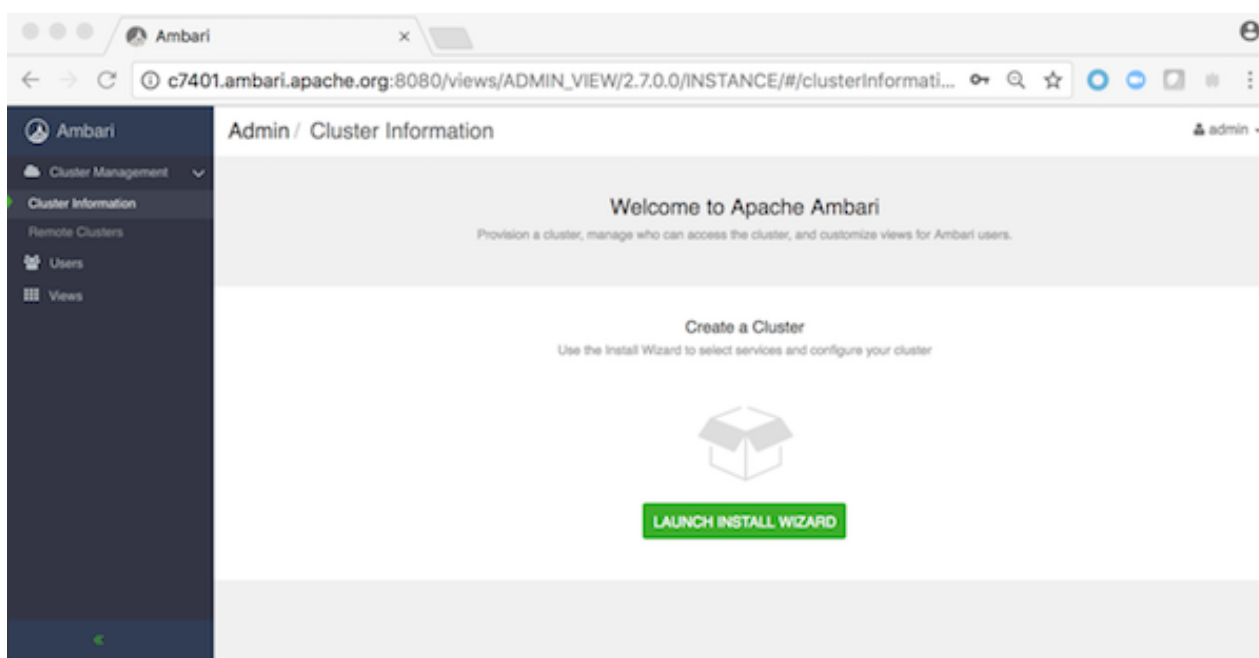 Ambari
c7401.ambari.apache.org:8080/views/ADMIN_VIEW/2.7.0.0/INSTANCE/#/clusterInformati...
Ambari
Admin / Cluster Information
admin
Cluster Management
Cluster Information
Remote Clusters
Users
Views
Welcome to Apache Ambari
Provision a cluster, manage who can access the cluster, and customize views for Ambari users.
Create a Cluster
Use the Install Wizard to select services and configure your cluster
LAUNCH INSTALL WIZARD